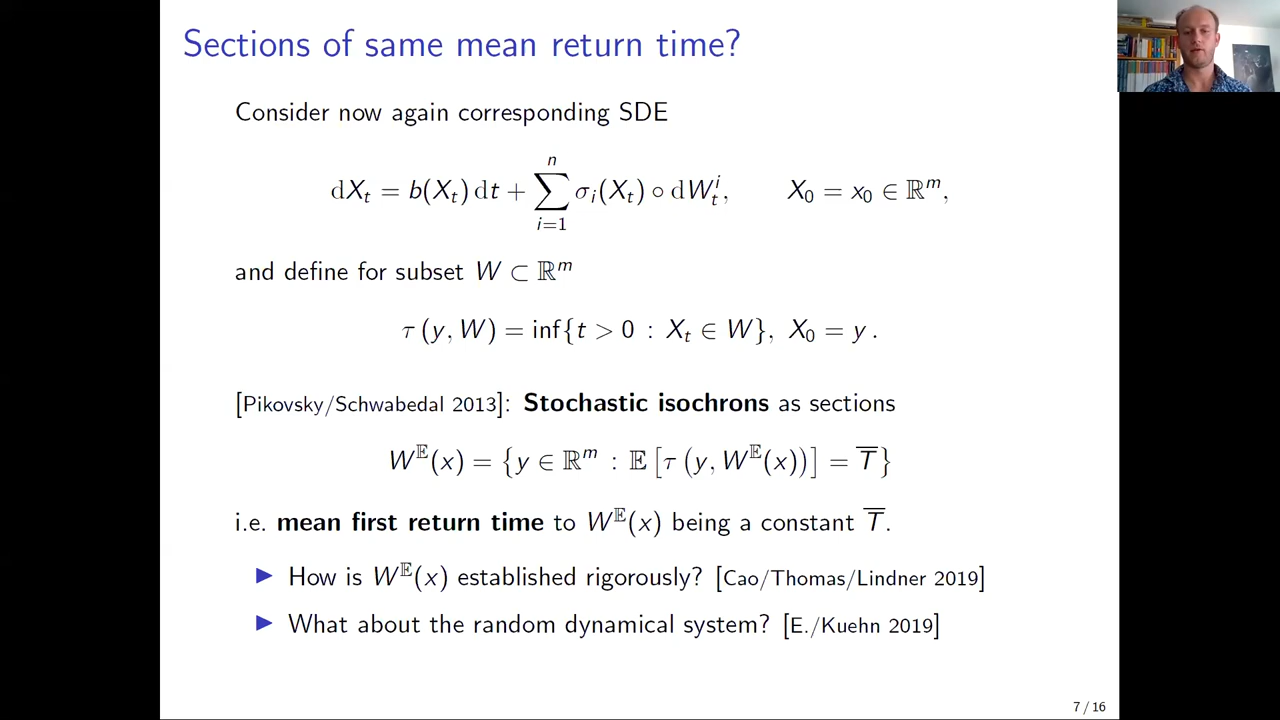 Sections of same mean return time?
Consider now again corresponding SDE
dX_t = b(X_t) dt + ∑_{i=1}^{n} σ_i(X_t) ∘ dW_t^i,   X_0 = x_0 ∈ ℝ^m,
and define for subset W ⊂ ℝ^m
τ (y, W) = inf{t > 0 : X_t ∈ W}, X_0 = y .
[Pikovsky/Schwabedal 2013]: Stochastic isochrons as sections
W^𝔼(x) = {y ∈ ℝ^m : 𝔼 [τ (y, W^𝔼(x))] = T̅}
i.e. mean first return time to W^𝔼(x) being a constant T̅.
▶ How is W^𝔼(x) established rigorously? [Cao/Thomas/Lindner 2019]
▶ What about the random dynamical system? [E./Kuehn 2019]
7 / 16